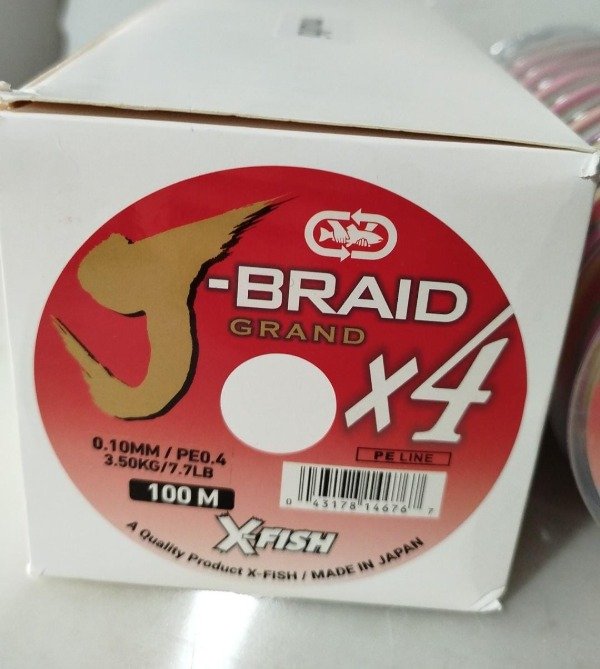 J-BRAID
GRAND
X4
PE LINE
0.10MM / PE0.4
3.50KG/7.7LB
100 M
0 43178 14676 7
X-FISH
A Quality Product X-FISH / MADE IN JAPAN